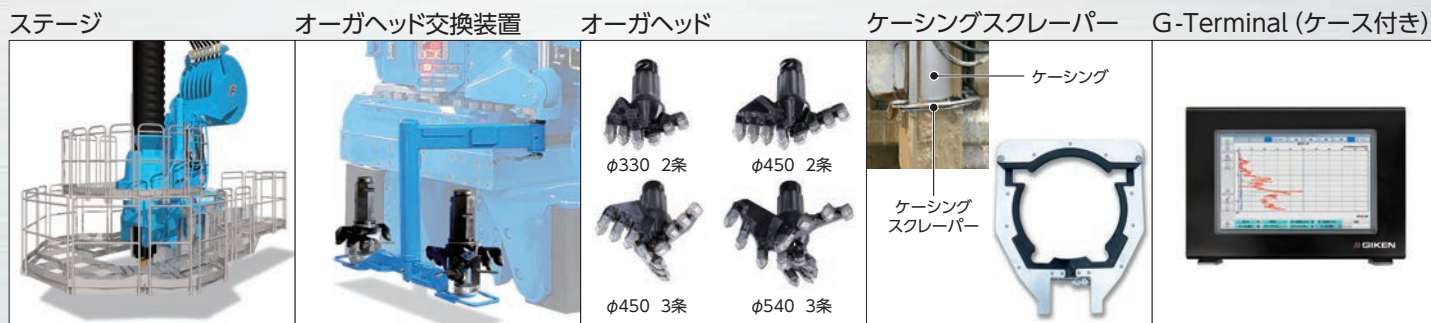 ステージ
オーガヘッド交換装置
オーガヘッド
ケーシングスクレーパー
G-Terminal（ケース付き）
φ330 2条
φ450 2条
φ450 3条
φ540 3条
ケーシング
ケーシング
スクレーパー
GIKEN